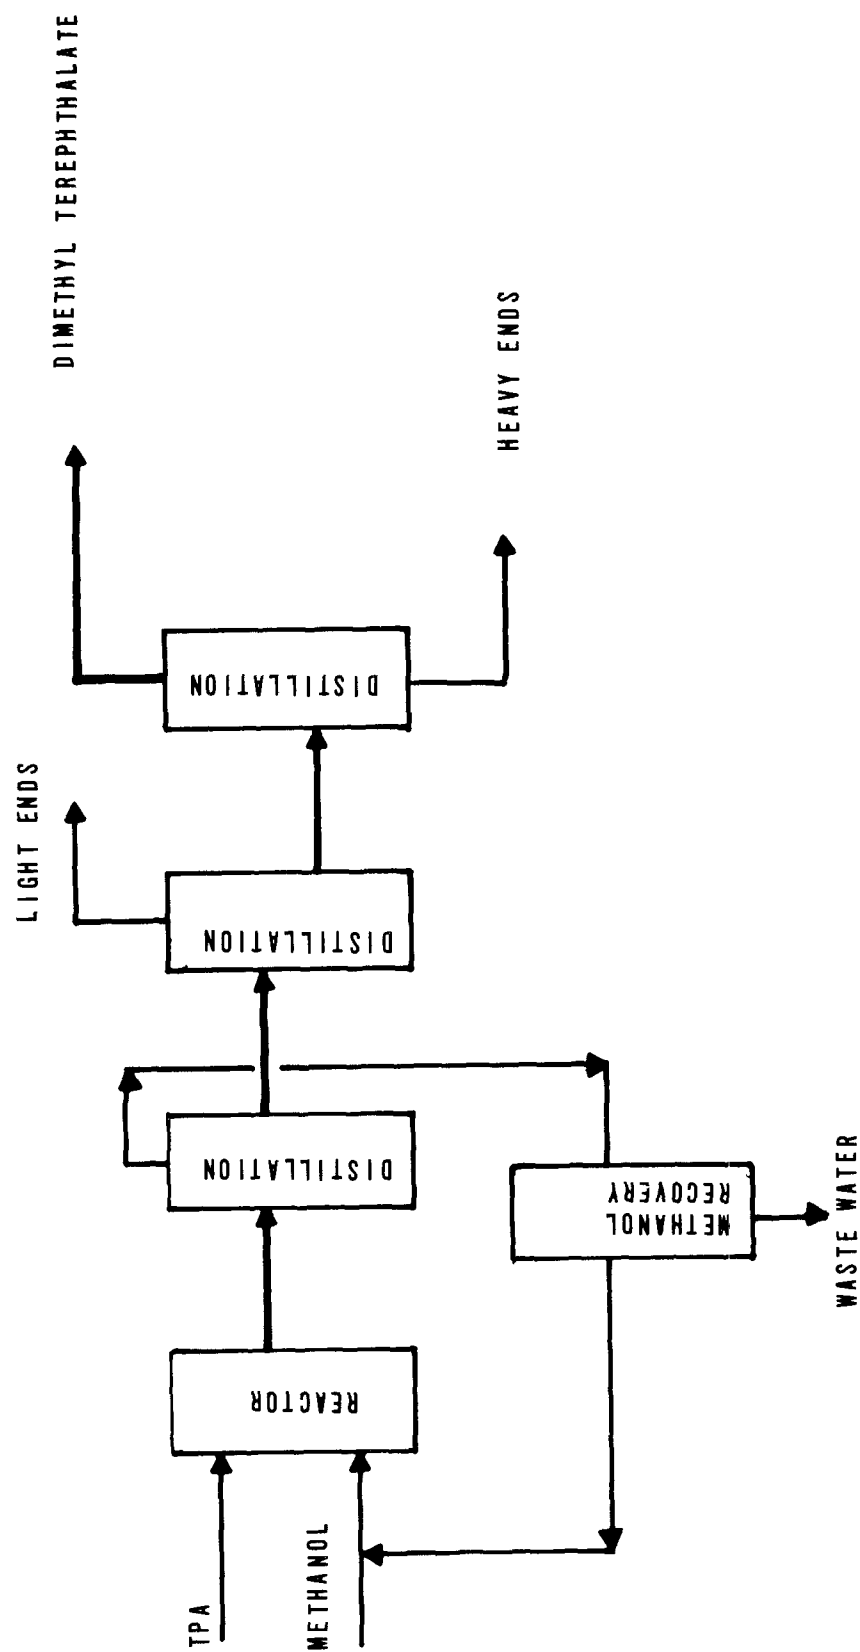 TPA
METHANOL
REACTOR
DISTILLATION
METHANOL
RECOVERY
WASTE WATER
DISTILLATION
LIGHT ENDS
DISTILLATION
HEAVY ENDS
DIMETHYL TEREPHTHALATE